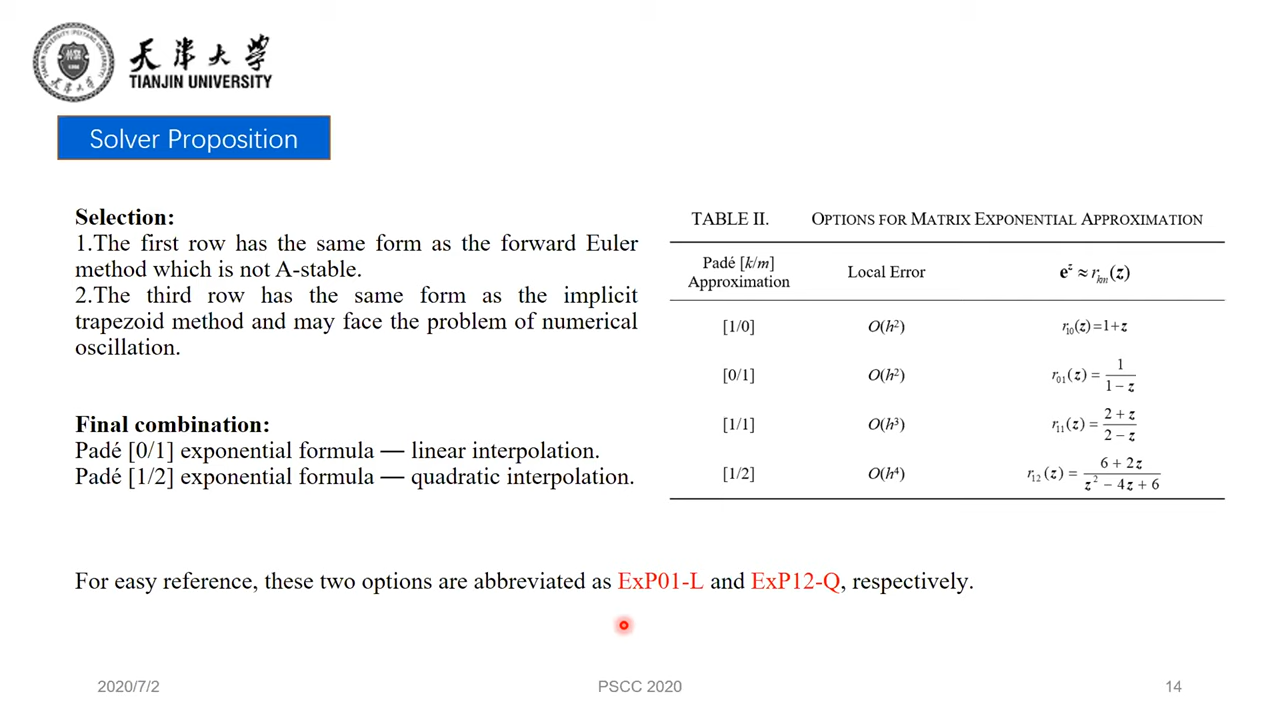 天津大学
TIANJIN UNIVERSITY
Solver Proposition
Selection:
1.The first row has the same form as the forward Euler
method which is not A-stable.
2.The third row has the same form as the implicit
trapezoid method and may face the problem of numerical
oscillation.
Final combination:
Padé [0/1] exponential formula — linear interpolation.
Padé [1/2] exponential formula — quadratic interpolation.
TABLE II. OPTIONS FOR MATRIX EXPONENTIAL APPROXIMATION
Padé [k/m] Approximation Local Error e^z ≈ r_km(z)
[1/0] O(h²) r₁₀(z)=1+z
[0/1] O(h²) r₀₁(z) = 1/(1−z)
[1/1] O(h³) r₁₁(z) = (2+z)/(2−z)
[1/2] O(h⁴) r₁₂(z) = (6+2z)/(z²−4z+6)
For easy reference, these two options are abbreviated as ExP01-L and ExP12-Q, respectively.
2020/7/2 PSCC 2020 14